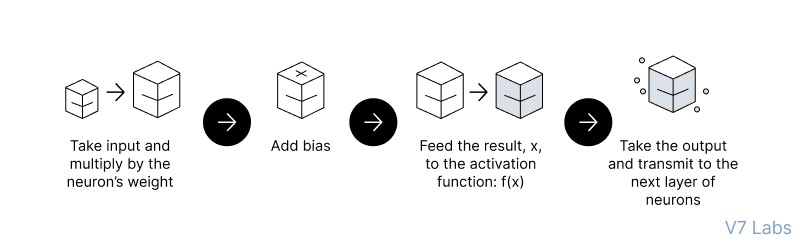 Take input and
multiply by the
neuron's weight
Add bias
Feed the result, x,
to the activation
function: f(x)
Take the output
and transmit to the
next layer of
neurons
V7 Labs